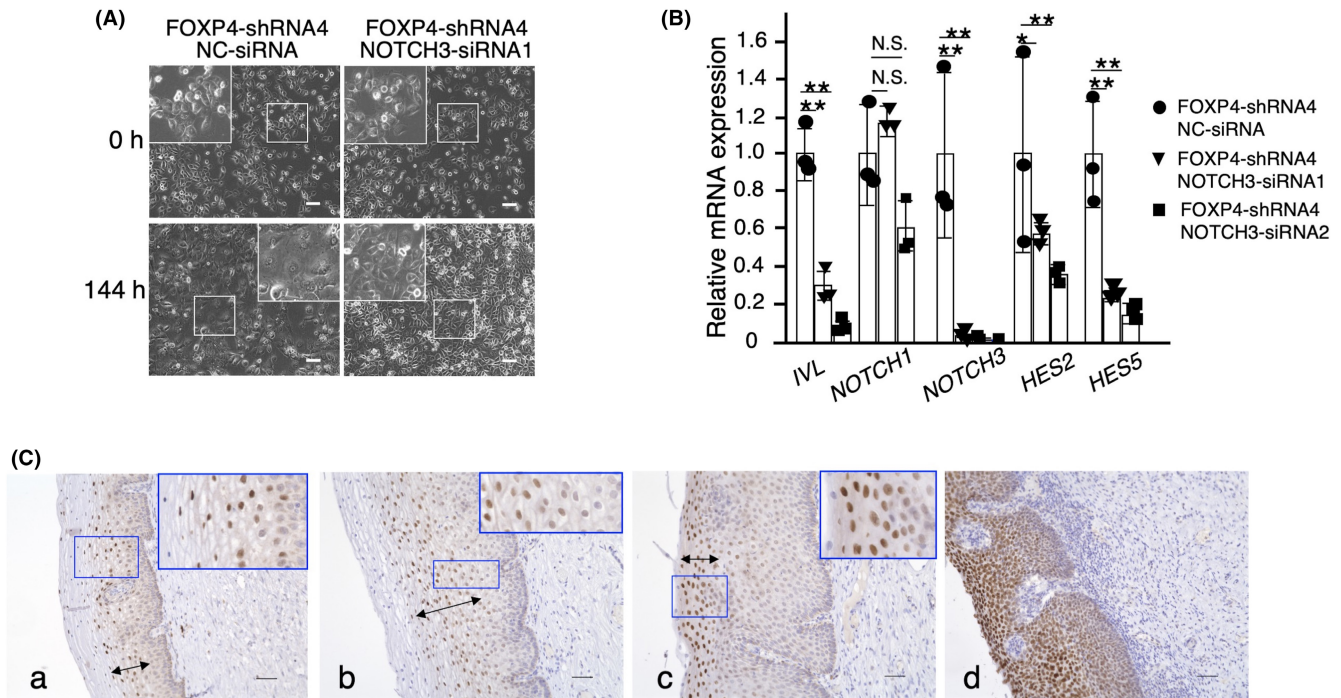 (A)
FOXP4-shRNA4
NC-siRNA
FOXP4-shRNA4
NOTCH3-siRNA1
0 h
144 h
(B)
Relative mRNA expression
1.6
1.4
1.2
1.0
0.8
0.6
0.4
0.2
0
**
**
N.S.
N.S.
**
**
**
*
**
**
IVL
NOTCH1
NOTCH3
HES2
HES5
FOXP4-shRNA4
NC-siRNA
FOXP4-shRNA4
NOTCH3-siRNA1
FOXP4-shRNA4
NOTCH3-siRNA2
(C)
a
b
c
d